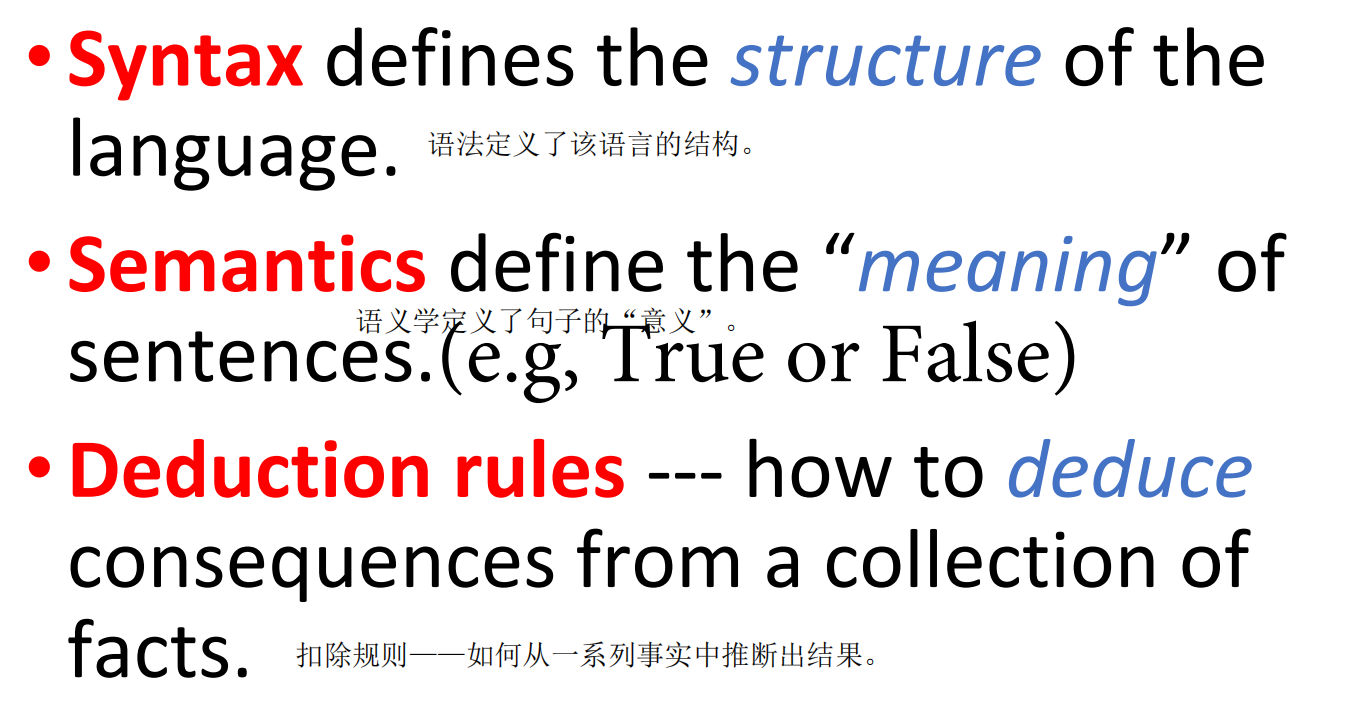 • Syntax defines the structure of the
language. 语法定义了该语言的结构。
• Semantics define the “meaning” of
语义学定义了句子的“意义”。
sentences.(e.g, True or False)
• Deduction rules --- how to deduce
consequences from a collection of
facts. 扣除规则——如何从一系列事实中推断出结果。